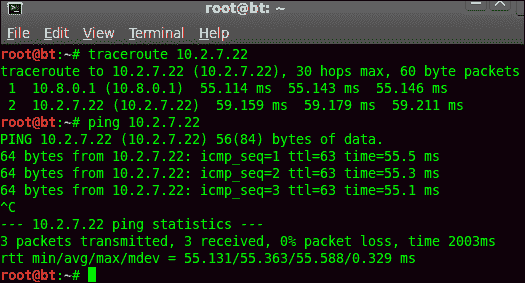 root@bt: ~
File Edit View Terminal Help
root@bt:~# traceroute 10.2.7.22
traceroute to 10.2.7.22 (10.2.7.22), 30 hops max, 60 byte packets
 1  10.8.0.1 (10.8.0.1)  55.114 ms  55.143 ms  55.146 ms
 2  10.2.7.22 (10.2.7.22)  59.159 ms  59.179 ms  59.211 ms
root@bt:~# ping 10.2.7.22
PING 10.2.7.22 (10.2.7.22) 56(84) bytes of data.
64 bytes from 10.2.7.22: icmp_seq=1 ttl=63 time=55.5 ms
64 bytes from 10.2.7.22: icmp_seq=2 ttl=63 time=55.3 ms
64 bytes from 10.2.7.22: icmp_seq=3 ttl=63 time=55.1 ms
^C
--- 10.2.7.22 ping statistics ---
3 packets transmitted, 3 received, 0% packet loss, time 2003ms
rtt min/avg/max/mdev = 55.131/55.363/55.588/0.329 ms
root@bt:~#